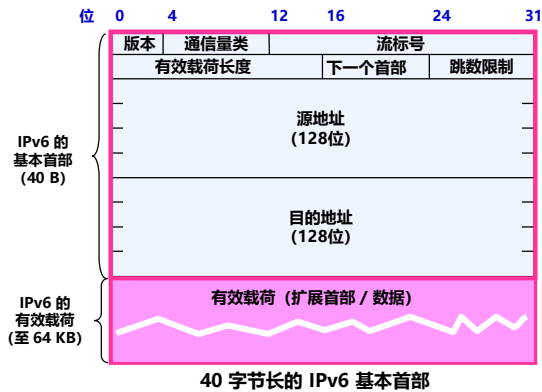 位 0 4 12 16 24 31
版本 通信量类 流标号
有效载荷长度 下一个首部 跳数限制
源地址
(128位)
IPv6 的
基本首部
(40 B)
目的地址
(128位)
有效载荷（扩展首部 / 数据）
IPv6 的
有效载荷
(至 64 KB)
40 字节长的 IPv6 基本首部